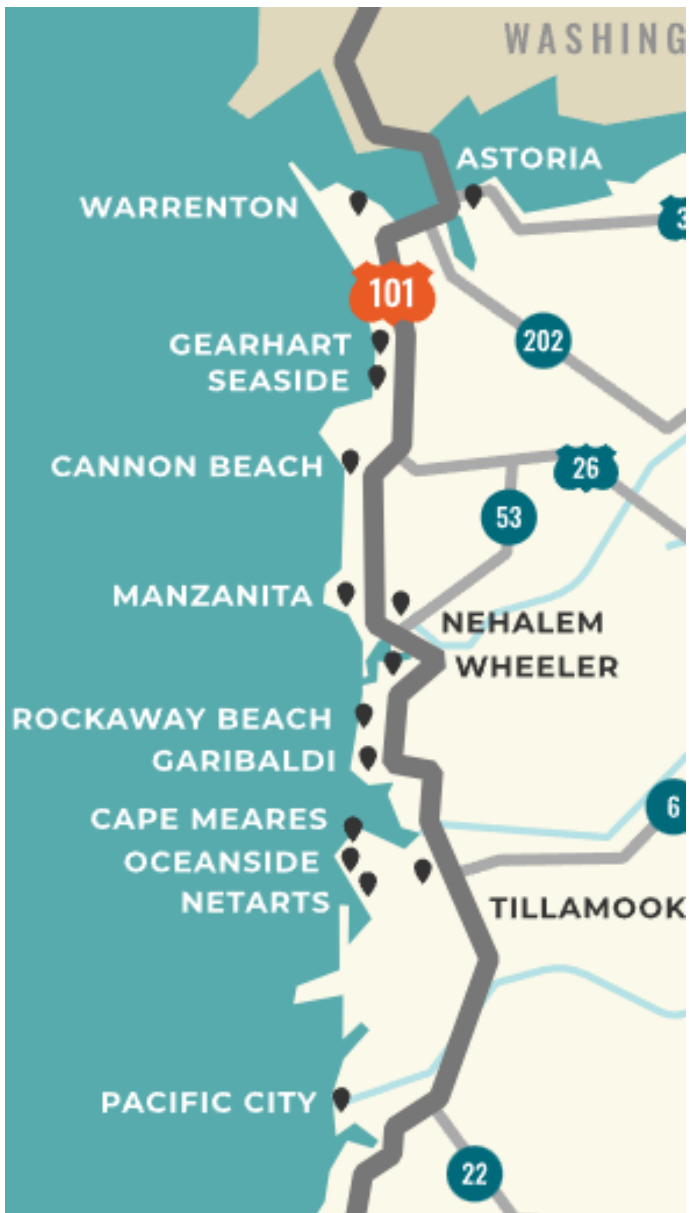 WASHING
ASTORIA
WARRENTON
3
101
GEARHART
202
SEASIDE
CANNON BEACH
26
53
MANZANITA
NEHALEM
WHEELER
ROCKAWAY BEACH
GARIBALDI
6
CAPE MEARES
OCEANSIDE
NETARTS
TILLAMOOK
PACIFIC CITY
22